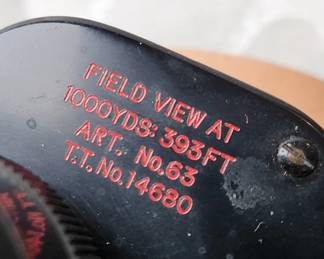 FIELD VIEW AT
1000YDS: 393FT
ART. No.63
T.T.No.14680